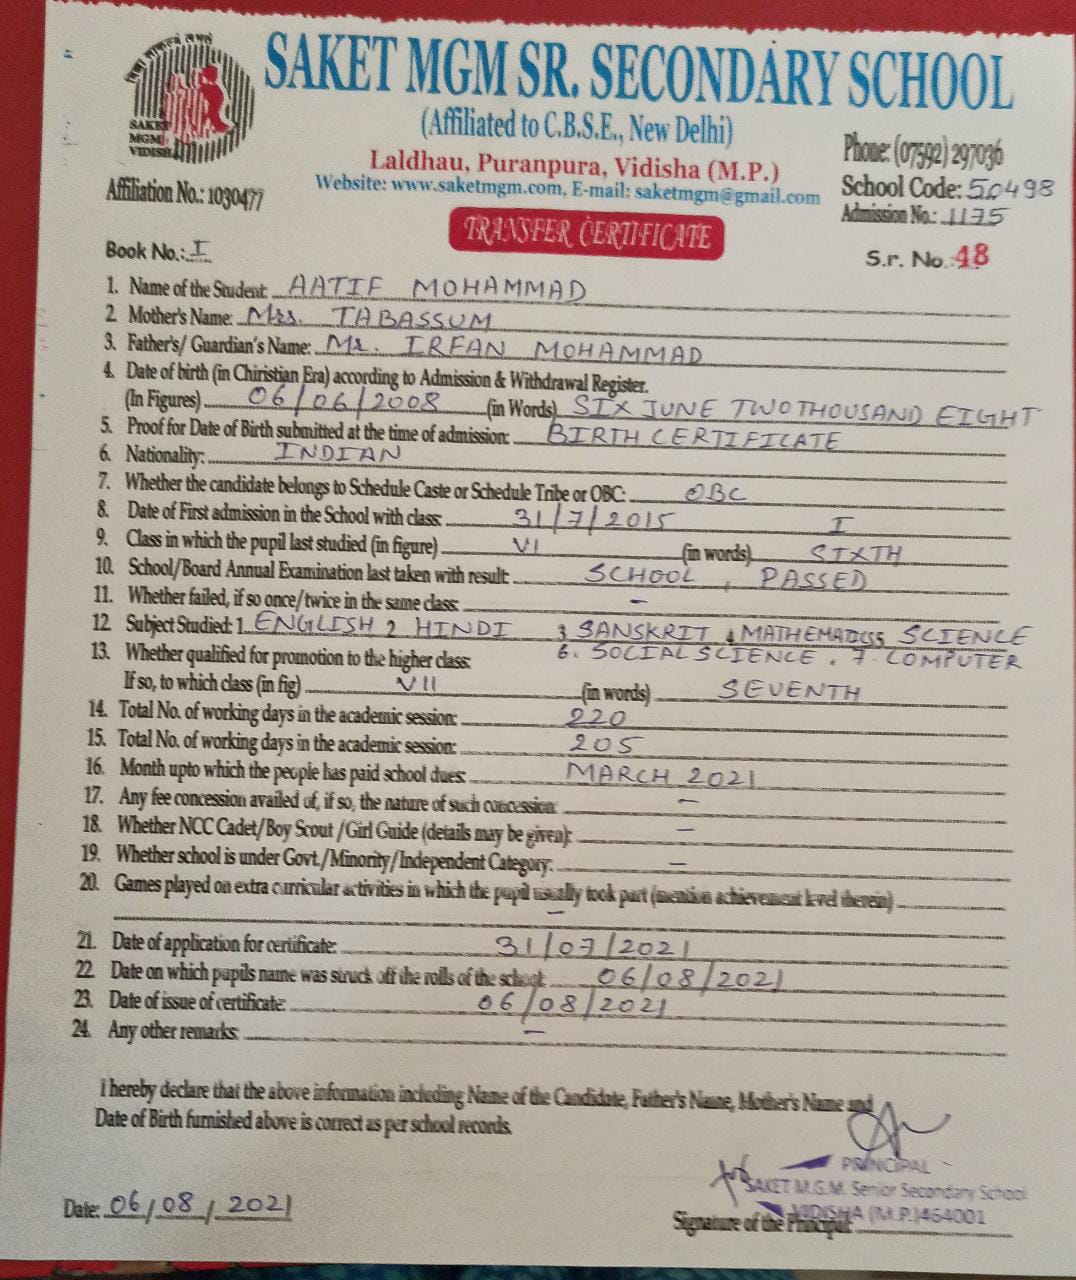 SAKET MGM SR. SECONDARY SCHOOL
(Affiliated to C.B.S.E., New Delhi)
Laldhau, Puranpura, Vidisha (M.P.)
Website: www.saketmgm.com, E-mail: saketmgm@gmail.com
SAKET
MGM
VIDISHA
Affiliation No.: 1030477
Phone: (07592) 297036
School Code: 50498
Admission No.: 1175
TRANSFER CERTIFICATE
Book No.: I
S.r. No.: 48
1. Name of the Student: AATIF MOHAMMAD
2. Mother's Name: Mrs. TABASSUM
3. Father's/ Guardian's Name: Mr. IRFAN MOHAMMAD
4. Date of birth (in Chiristian Era) according to Admission & Withdrawal Register.
(In Figures) 06/06/2008 (in Words) SIX JUNE TWO THOUSAND EIGHT
5. Proof for Date of Birth submitted at the time of admission: BIRTH CERTIFICATE
6. Nationality: INDIAN
7. Whether the candidate belongs to Schedule Caste or Schedule Tribe or OBC: OBC
8. Date of First admission in the School with class: 31/7/2015 I
9. Class in which the pupil last studied (in figure) VI (in words) SIXTH
10. School/Board Annual Examination last taken with result: SCHOOL, PASSED
11. Whether failed, if so once/twice in the same class: -
12. Subject Studied: 1. ENGLISH 2 HINDI 3 SANSKRIT 4 MATHEMATICS 5 SCIENCE
6. SOCIAL SCIENCE. 7. COMPUTER
13. Whether qualified for promotion to the higher class:
If so, to which class (in fig) VII (in words) SEVENTH
14. Total No. of working days in the academic session: 220
15. Total No. of working days in the academic session: 205
16. Month upto which the people has paid school dues: MARCH 2021
17. Any fee concession availed of, if so, the nature of such concession: -
18. Whether NCC Cadet/Boy Scout /Girl Guide (details may be given): -
19. Whether school is under Govt./Minority/Independent Category: -
20. Games played on extra curricular activities in which the pupil usually took part (mention achievement level therein)
-
21. Date of application for certificate: 31/07/2021
22. Date on which pupils name was struck off the rolls of the school: 06/08/2021
23. Date of issue of certificate: 06/08/2021
24. Any other remarks: -
I hereby declare that the above information including Name of the Candidate, Father's Name, Mother's Name and
Date of Birth furnished above is correct as per school records.
PRINCIPAL
SAKET M.G.M. Senior Secondary School
VIDISHA (M.P.)464001
Date: 06/08/2021
Signature of the Principal: